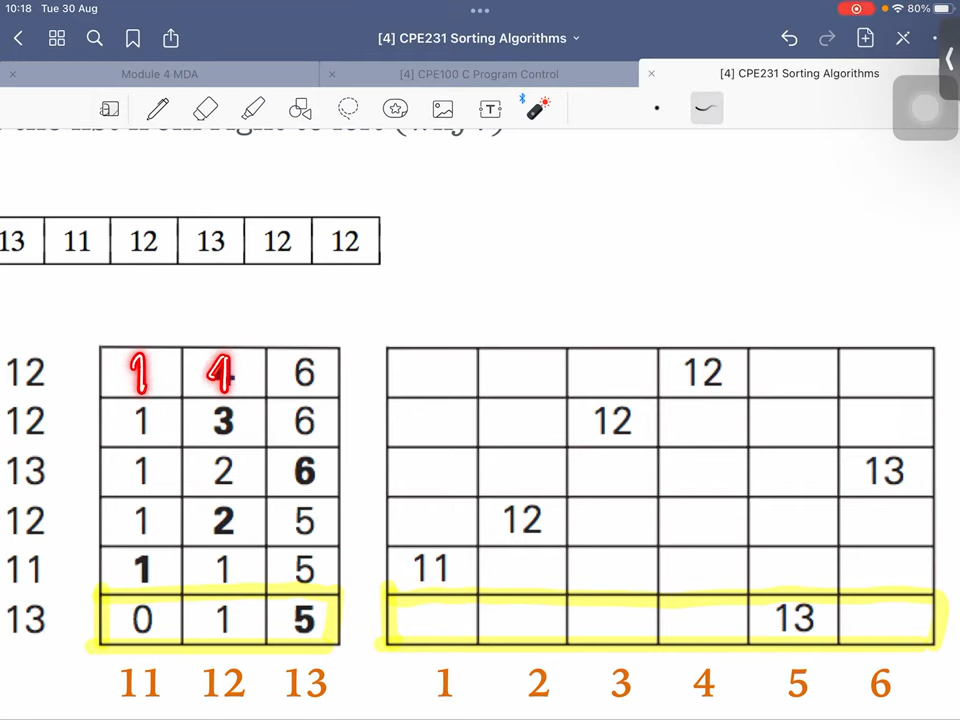 10:18 Tue 30 Aug 80%
[4] CPE231 Sorting Algorithms
Module 4 MDA [4] CPE100 C Program Control [4] CPE231 Sorting Algorithms
13 11 12 13 12 12
12 1 4 6 12
12 1 3 6 12
13 1 2 6 13
12 1 2 5 12
11 1 1 5 11
13 0 1 5 13
11 12 13 1 2 3 4 5 6